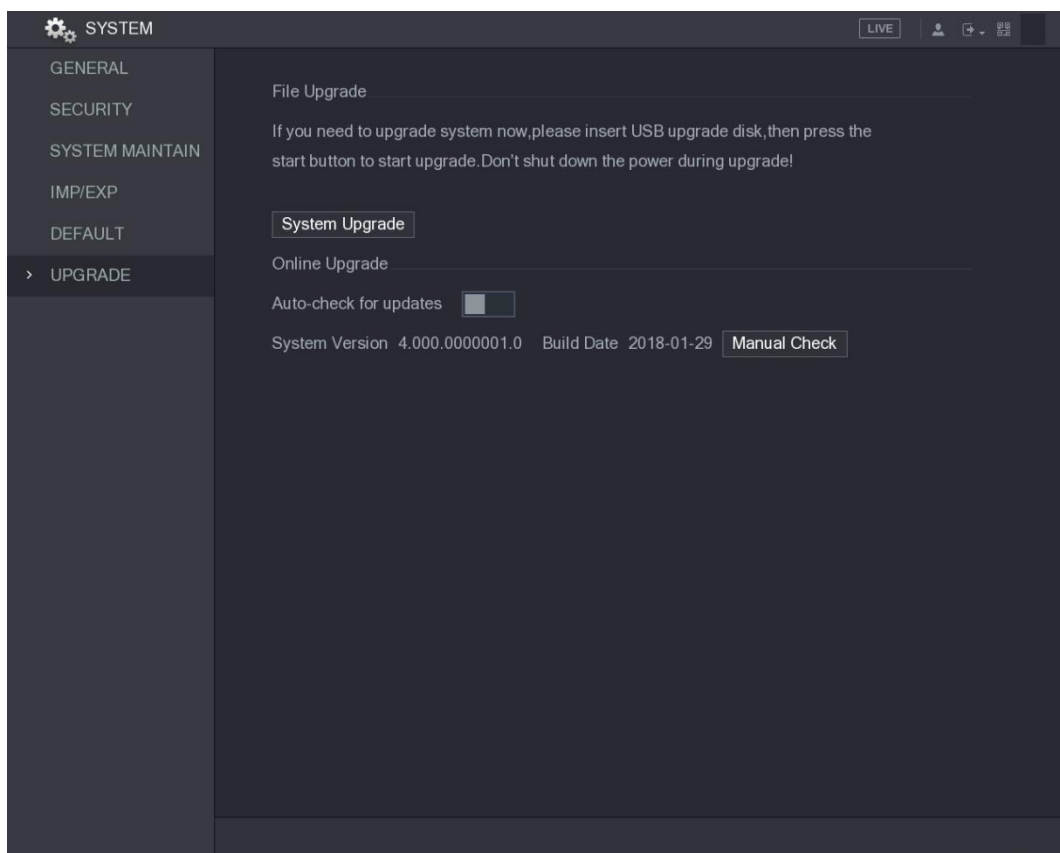 SYSTEM
LIVE
GENERAL
SECURITY
SYSTEM MAINTAIN
IMP/EXP
DEFAULT
UPGRADE
File Upgrade
If you need to upgrade system now,please insert USB upgrade disk,then press the
start button to start upgrade.Don't shut down the power during upgrade!
System Upgrade
Online Upgrade
Auto-check for updates
System Version 4.000.0000001.0 Build Date 2018-01-29 Manual Check